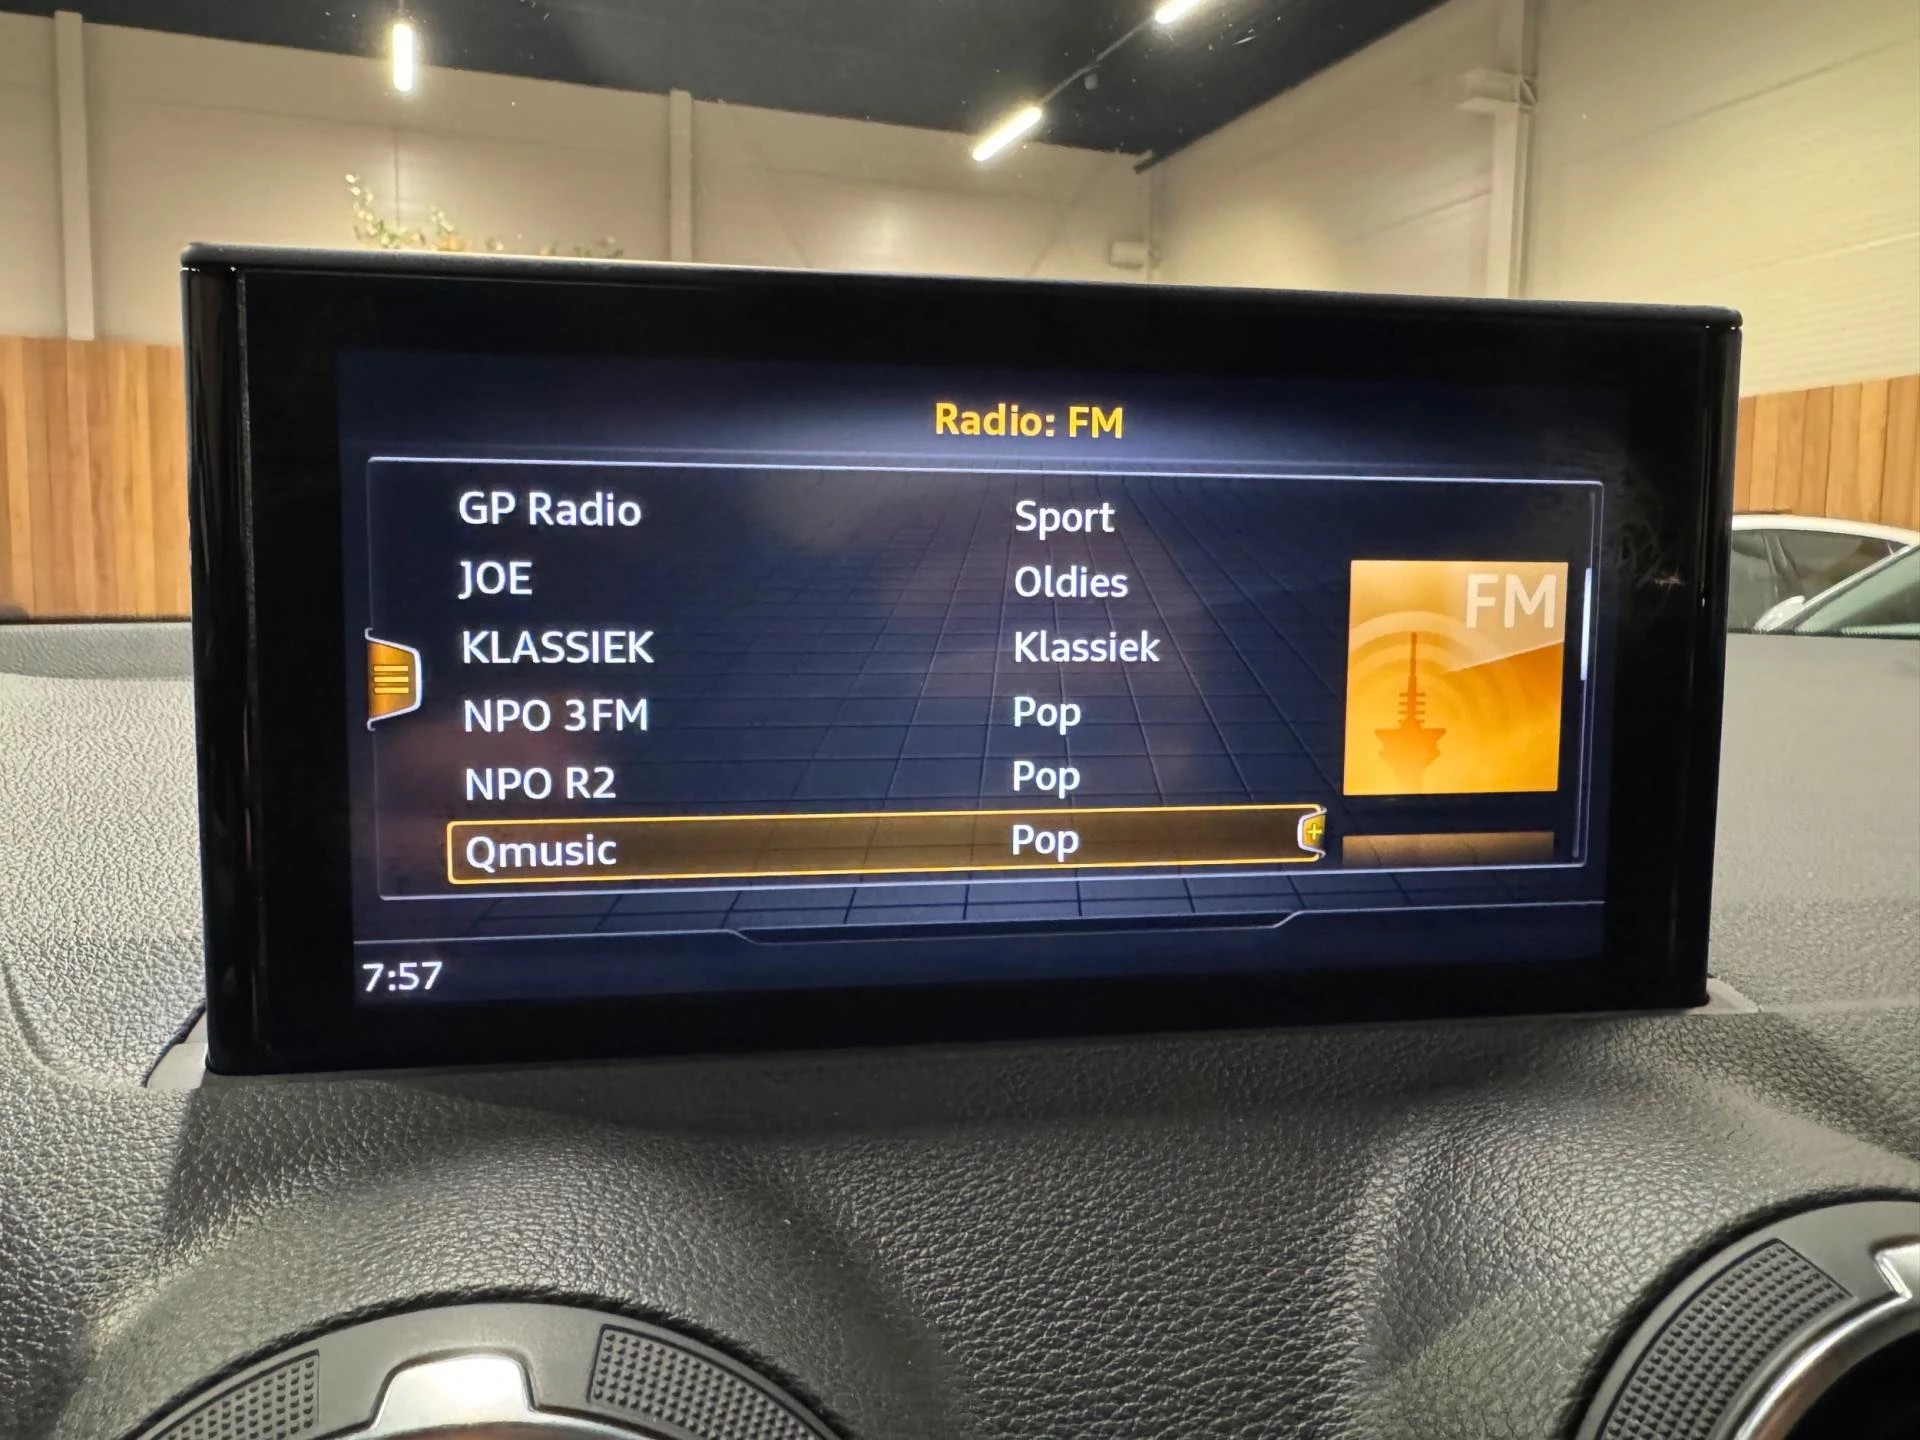 Radio: FM
GP Radio Sport
JOE Oldies
KLASSIEK Klassiek
NPO 3FM Pop
NPO R2 Pop
Qmusic Pop
FM
7:57